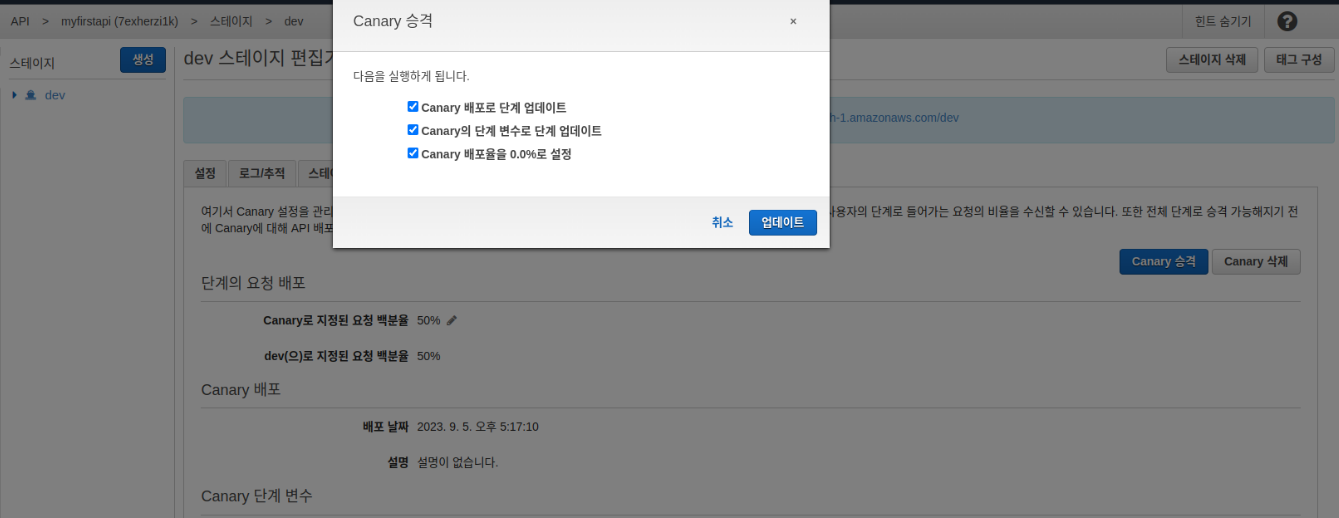 API > myfirstapi (7exherzi1k) > 스테이지 > dev
힌트 숨기기
?
Canary 승격
×
스테이지
생성
dev 스테이지 편집기
스테이지 삭제
태그 구성
dev
다음을 실행하게 됩니다.
Canary 배포로 단계 업데이트
Canary의 단계 변수로 단계 업데이트
Canary 배포율을 0.0%로 설정
취소
업데이트
-1.amazonaws.com/dev
설정
로그/추적
여기서 Canary 설정을 관리
사용자의 단계로 들어가는 요청의 비율을 수신할 수 있습니다. 또한 전체 단계로 승격 가능해지기 전
에 Canary에 대해 API 배포
Canary 승격
Canary 삭제
단계의 요청 배포
Canary로 지정된 요청 백분율 50%
dev(으)로 지정된 요청 백분율 50%
Canary 배포
배포 날짜 2023. 9. 5. 오후 5:17:10
설명 설명이 없습니다.
Canary 단계 변수